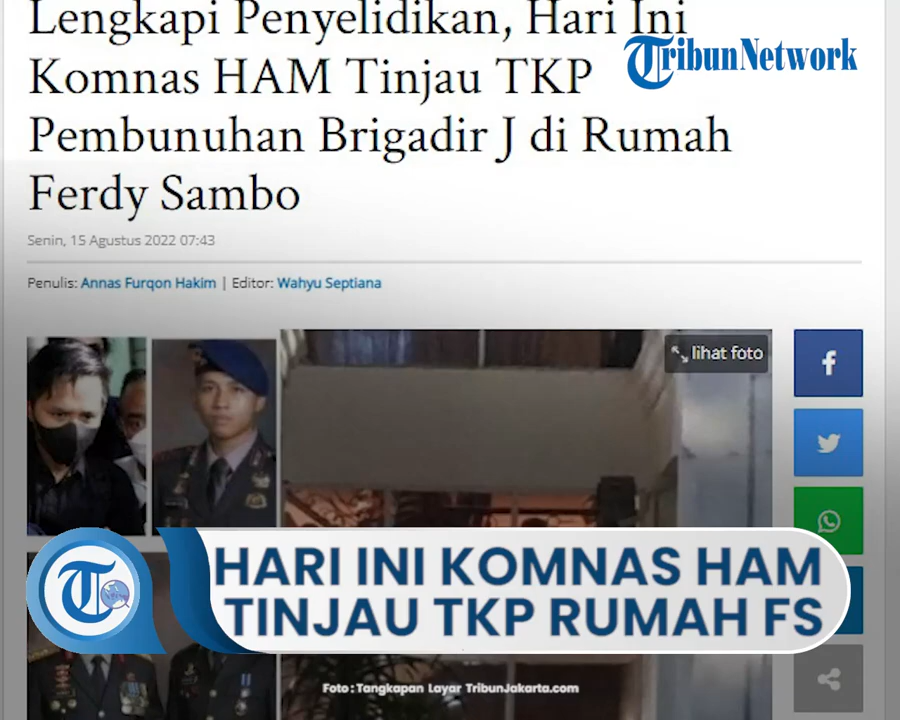 Lengkapi Penyelidikan, Hari Ini
TribunNetwork
Komnas HAM Tinjau TKP
Pembunuhan Brigadir J di Rumah
Ferdy Sambo
Senin, 15 Agustus 2022 07:43
Penulis: Annas Furqon Hakim | Editor: Wahyu Septiana
lihat foto
HARI INI KOMNAS HAM
TINJAU TKP RUMAH FS
Foto : Tangkapan Layar TribunJakarta.com